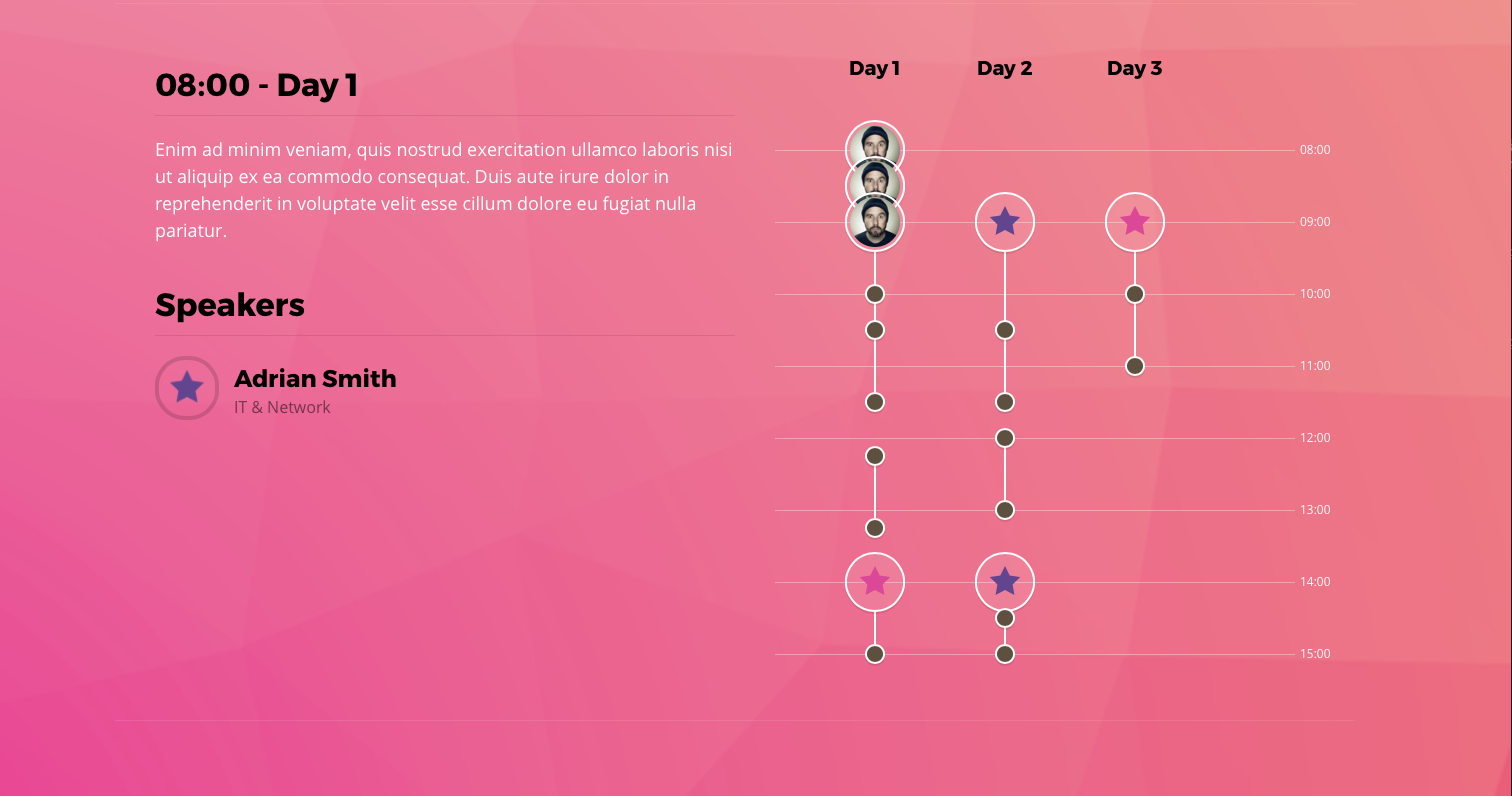 08:00 - Day 1
Enim ad minim veniam, quis nostrud exercitation ullamco laboris nisi
ut aliquip ex ea commodo consequat. Duis aute irure dolor in
reprehenderit in voluptate velit esse cillum dolore eu fugiat nulla
pariatur.
Speakers
Adrian Smith
IT & Network
Day 1 Day 2 Day 3
08:00
09:00
10:00
11:00
12:00
13:00
14:00
15:00